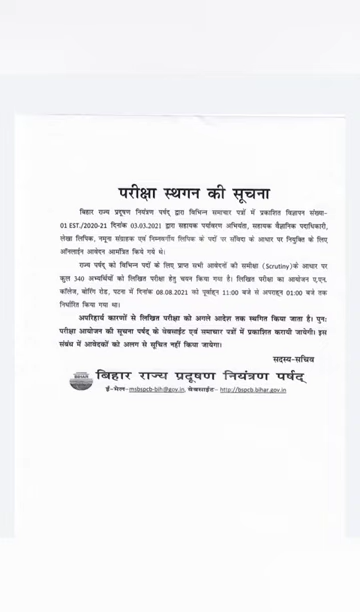 परीक्षा स्थगन की सूचना
बिहार राज्य प्रदूषण नियंत्रण पर्षद् द्वारा विभिन्न समाचार पत्रों में प्रकाशित विज्ञापन संख्या-
01 EST./2020-21 दिनांक 03.03.2021 द्वारा सहायक पर्यावरण अभियंता, सहायक वैज्ञानिक पदाधिकारी,
लेखा लिपिक, नमूना संग्राहक एवं निम्नवर्गीय लिपिक के पदों पर संविदा के आधार पर नियुक्ति के लिए
ऑनलाईन आवेदन आमंत्रित किये गये थे।
राज्य पर्षद् को विभिन्न पदों के लिए प्राप्त सभी आवेदनों की समीक्षा (Scrutiny)के आधार पर
कुल 340 अभ्यर्थियों को लिखित परीक्षा हेतु चयन किया गया है। लिखित परीक्षा का आयोजन ए.एन.
कॉलेज, बोरिंग रोड, पटना में दिनांक 08.08.2021 को पूर्वाहन 11:00 बजे से अपराहन 01:00 बजे तक
निर्धारित किया गया था।
अपरिहार्य कारणों से लिखित परीक्षा को अगले आदेश तक स्थगित किया जाता है। पुनः
परीक्षा आयोजन की सूचना पर्षद् के वेबसाईट एवं समाचार पत्रों में प्रकाशित करायी जायेगी। इस
संबंध में आवेदकों को अलग से सूचित नहीं किया जायेगा।
सदस्य-सचिव
बिहार राज्य प्रदूषण नियंत्रण पर्षद्
ई-मेल- msbspcb-bih@gov.in, वेबसाईट- http://bspcb.bihar.gov.in